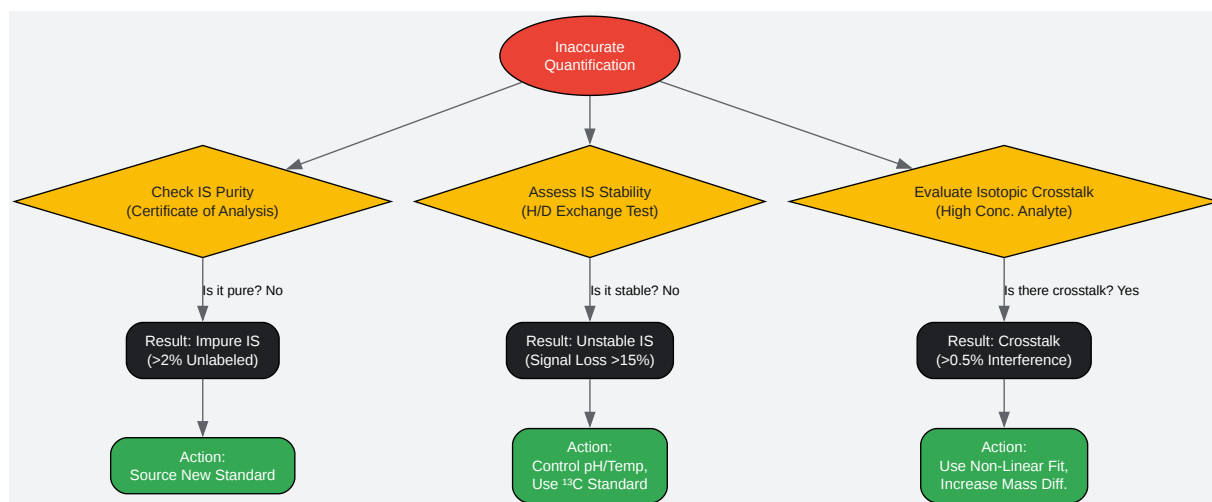 Inaccurate
Quantification
Check IS Purity
(Certificate of Analysis)
Assess IS Stability
(H/D Exchange Test)
Evaluate Isotopic Crosstalk
(High Conc. Analyte)
Is it pure? No
Is it stable? No
Is there crosstalk? Yes
Result: Impure IS
(>2% Unlabeled)
Result: Unstable IS
(Signal Loss >15%)
Result: Crosstalk
(>0.5% Interference)
Action:
Source New Standard
Action:
Control pH/Temp,
Use ¹³C Standard
Action:
Use Non-Linear Fit,
Increase Mass Diff.